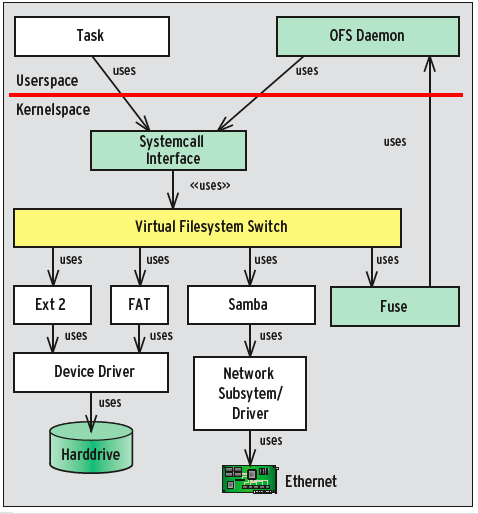 Task
OFS Daemon
uses
uses
Userspace
Kernelspace
uses
Systemcall
Interface
«uses»
Virtual Filesystem Switch
uses
uses
uses
uses
Ext 2
FAT
Samba
Fuse
uses
uses
uses
Device Driver
Network
Subsytem/
Driver
uses
uses
Harddrive
Ethernet